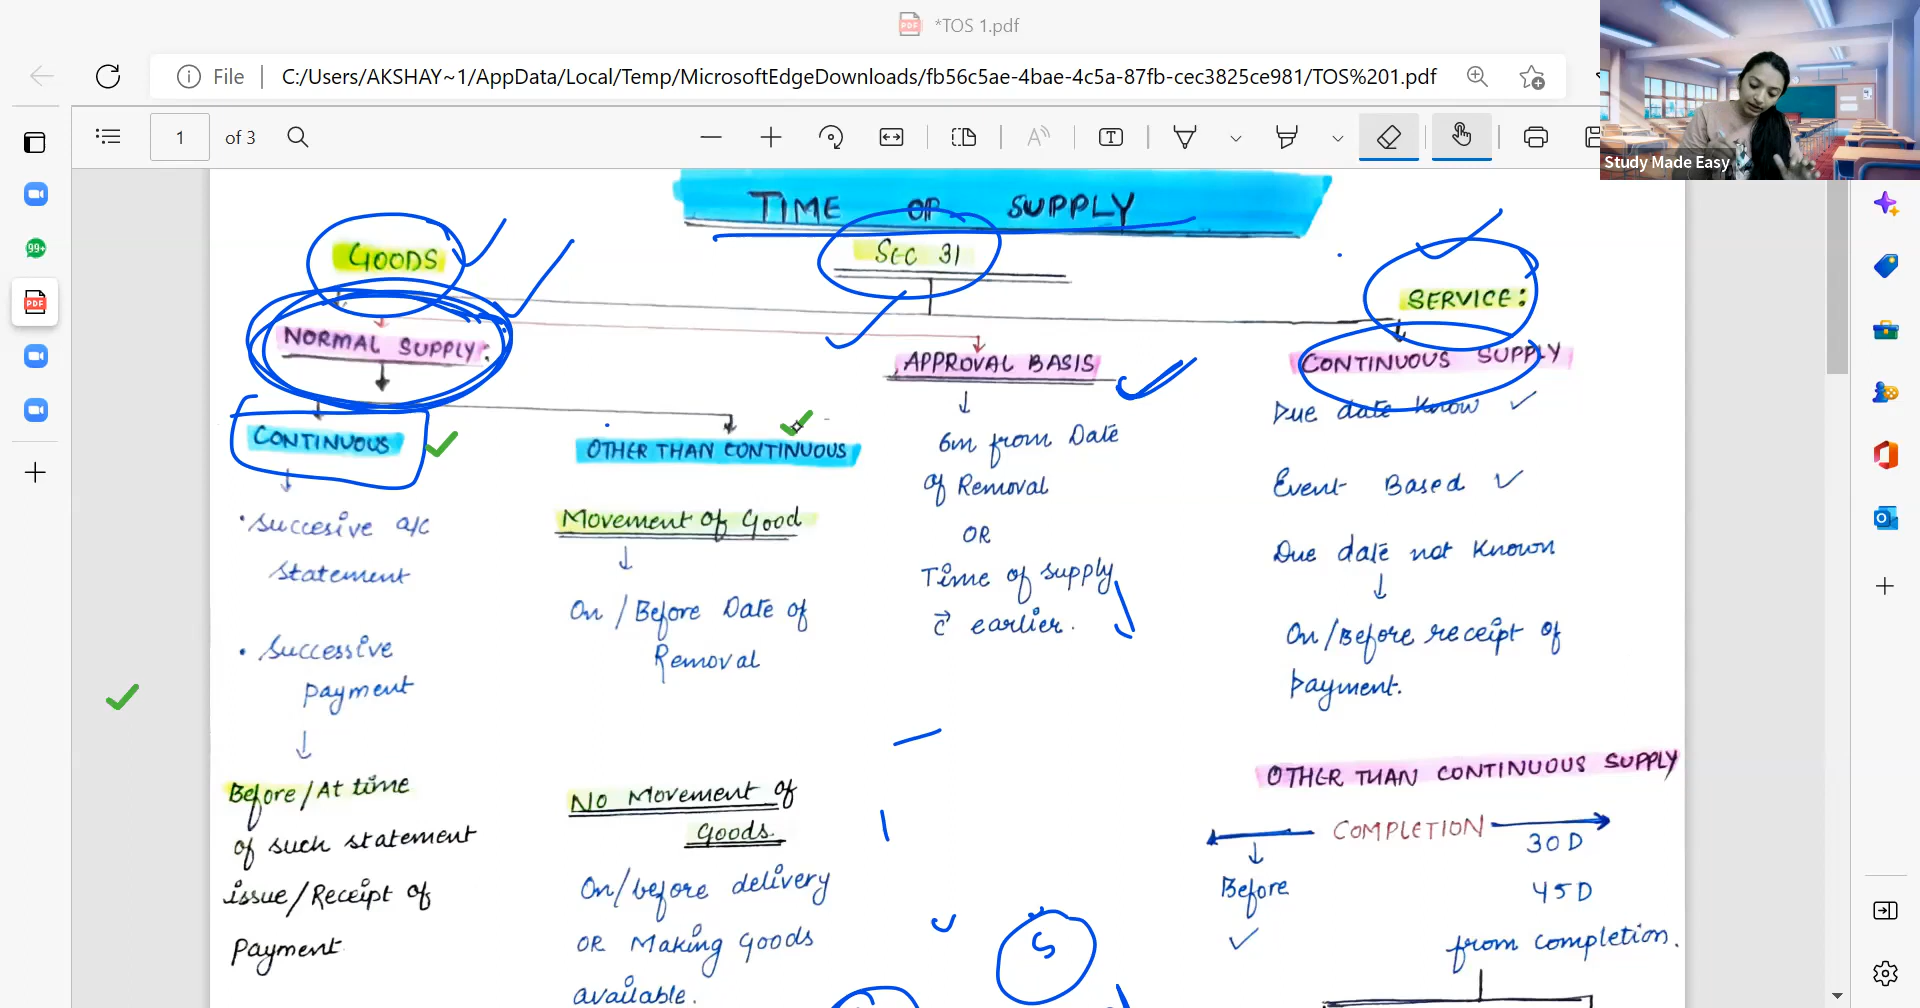 *TOS 1.pdf
File
C:/Users/AKSHAY~1/AppData/Local/Temp/MicrosoftEdgeDownloads/fb56c5ae-4bae-4c5a-87fb-cec3825ce981/TOS%201.pdf
1 of 3
Study Made Easy
99+
PDF
TIME OF SUPPLY
SEC 31
GOODS
NORMAL SUPPLY:
CONTINUOUS
• Succesive a/c
statement
• Successive
payment
Before/At time
of such statement
issue/Receipt of
payment.
OTHER THAN CONTINUOUS
Movement of Good
On / Before Date of
Removal
No Movement of
Goods.
On/before delivery
OR Making goods
available.
APPROVAL BASIS
6m from Date
of Removal
OR
Time of supply
c earlier.
S
SERVICE:
CONTINUOUS SUPPLY
Due date Know
Event Based
Due date not known
On/Before receipt of
payment.
OTHER THAN CONTINUOUS SUPPLY
COMPLETION
Before
30 D
45 D
from completion.